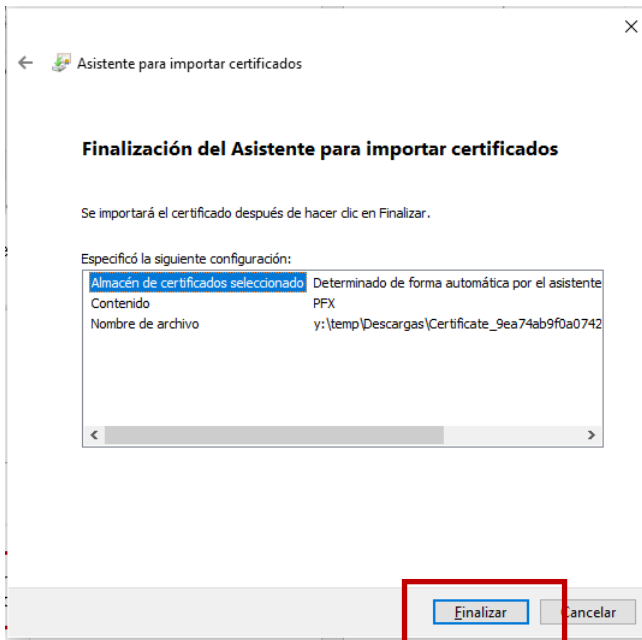 Asistente para importar certificados
Finalización del Asistente para importar certificados
Se importará el certificado después de hacer clic en Finalizar.
Especificó la siguiente configuración:
Almacén de certificados seleccionado Determinado de forma automática por el asistente
Contenido PFX
Nombre de archivo y:\temp\Descargas\Certificate_9ea74ab9f0a0742
Finalizar Cancelar